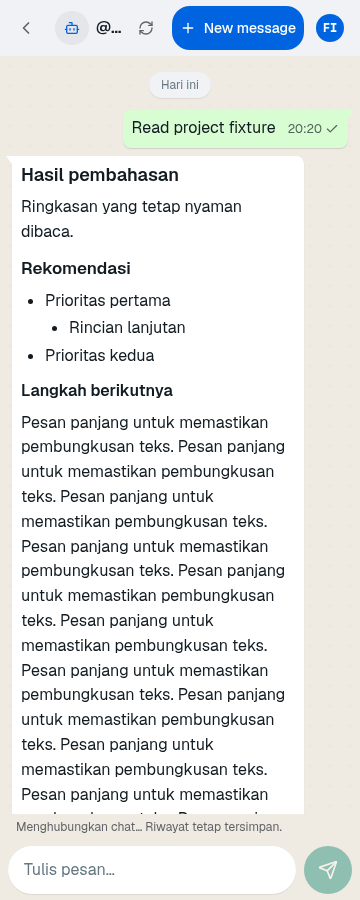 @...
New message
FI
Hari ini
Read project fixture 20:20
Hasil pembahasan
Ringkasan yang tetap nyaman
dibaca.
Rekomendasi
• Prioritas pertama
• Rincian lanjutan
• Prioritas kedua
Langkah berikutnya
Pesan panjang untuk memastikan
pembungkusan teks. Pesan panjang
untuk memastikan pembungkusan
teks. Pesan panjang untuk
memastikan pembungkusan teks.
Pesan panjang untuk memastikan
pembungkusan teks. Pesan panjang
untuk memastikan pembungkusan
teks. Pesan panjang untuk
memastikan pembungkusan teks.
Pesan panjang untuk memastikan
pembungkusan teks. Pesan panjang
untuk memastikan pembungkusan
teks. Pesan panjang untuk
memastikan pembungkusan teks.
Pesan panjang untuk memastikan
Menghubungkan chat... Riwayat tetap tersimpan.
Tulis pesan...